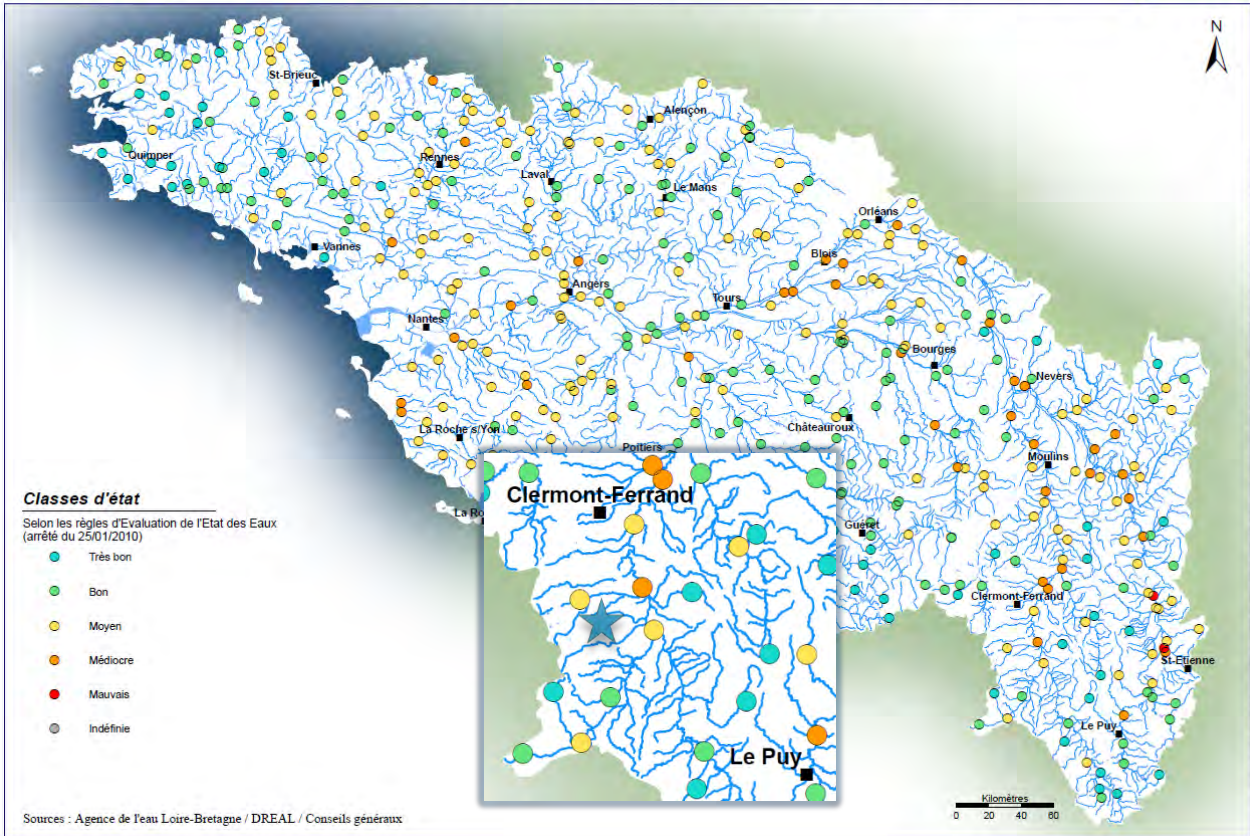 N
St-Brieuc
Alençon
Quimper
Rennes
Laval
Le Mans
Orléans
Vannes
Blois
Angers
Tours
Nantes
Bourges
Nevers
Châteauroux
La Roche s/Yon
Poitiers
Moulins
Clermont-Ferrand
La Ro
Guéret
Clermont-Ferrand
St-Etienne
Le Puy
Le Puy
Classes d'état
Selon les règles d'Evaluation de l'Etat des Eaux
(arrêté du 25/01/2010)
Très bon
Bon
Moyen
Médiocre
Mauvais
Indéfinie
Kilomètres
0 20 40 60
Sources : Agence de l'eau Loire-Bretagne / DREAL / Conseils généraux